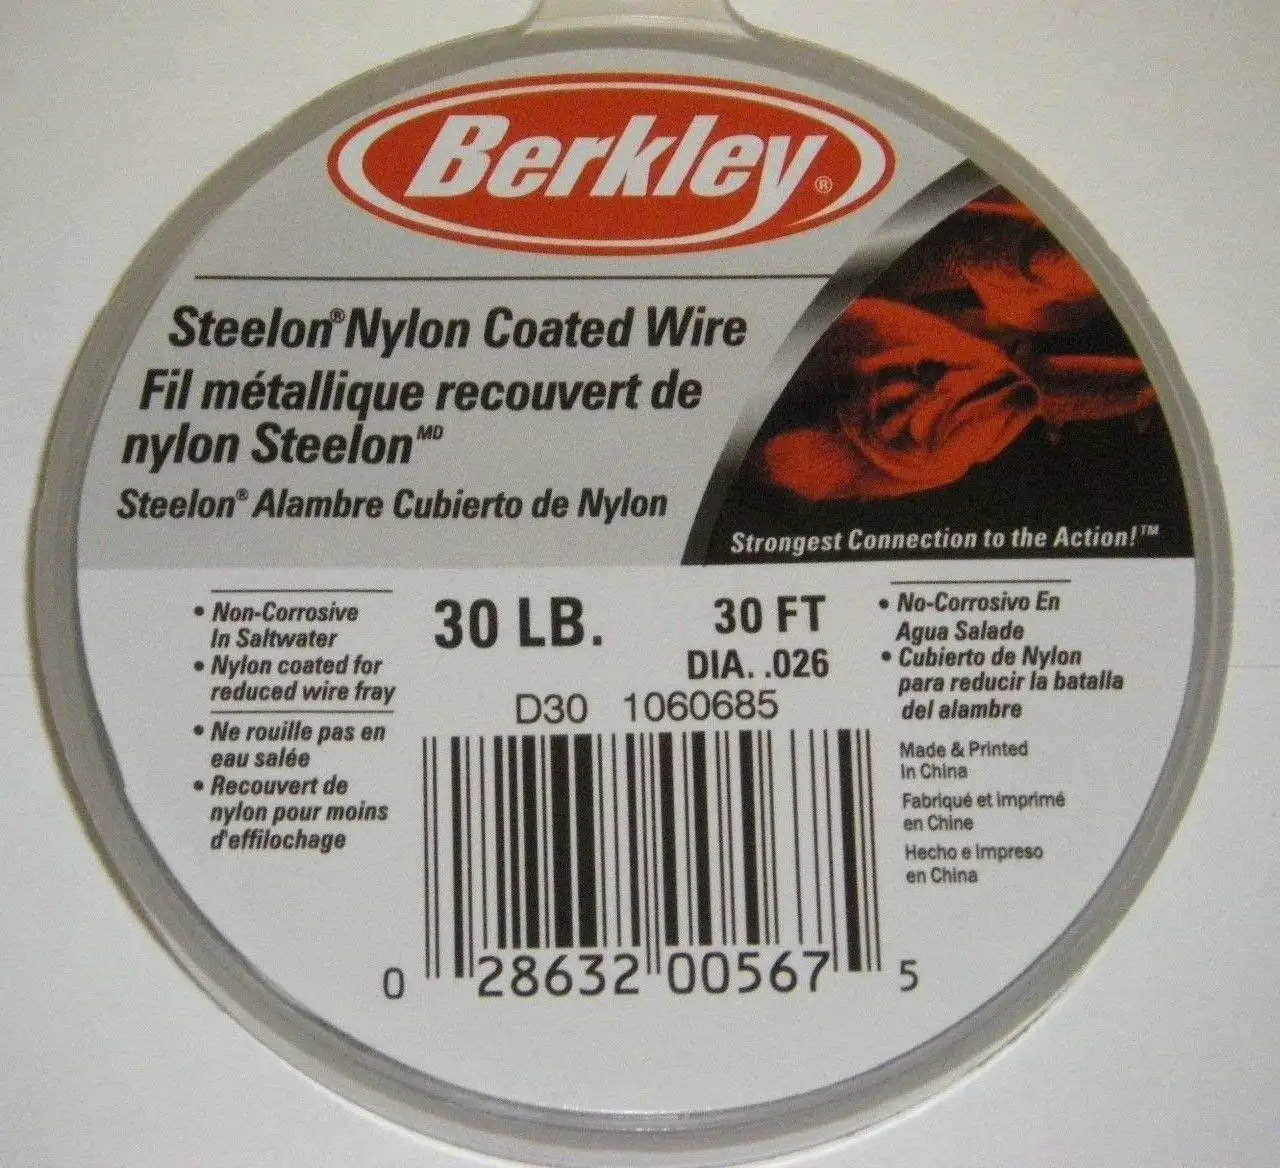 Berkley®
Steelon® Nylon Coated Wire
Fil métallique recouvert de
nylon Steelon MD
Steelon® Alambre Cubierto de Nylon
Strongest Connection to the Action!™
• Non-Corrosive
In Saltwater
• Nylon coated for
reduced wire fray
• Ne rouille pas en
eau salée
• Recouvert de
nylon pour moins
d'effilochage
30 LB.
30 FT
DIA. .026
D30 1060685
0 28632 00567 5
• No-Corrosivo En
Agua Salade
• Cubierto de Nylon
para reducir la batalla
del alambre
Made & Printed
In China
Fabriqué et imprimé
en Chine
Hecho e Impreso
en China